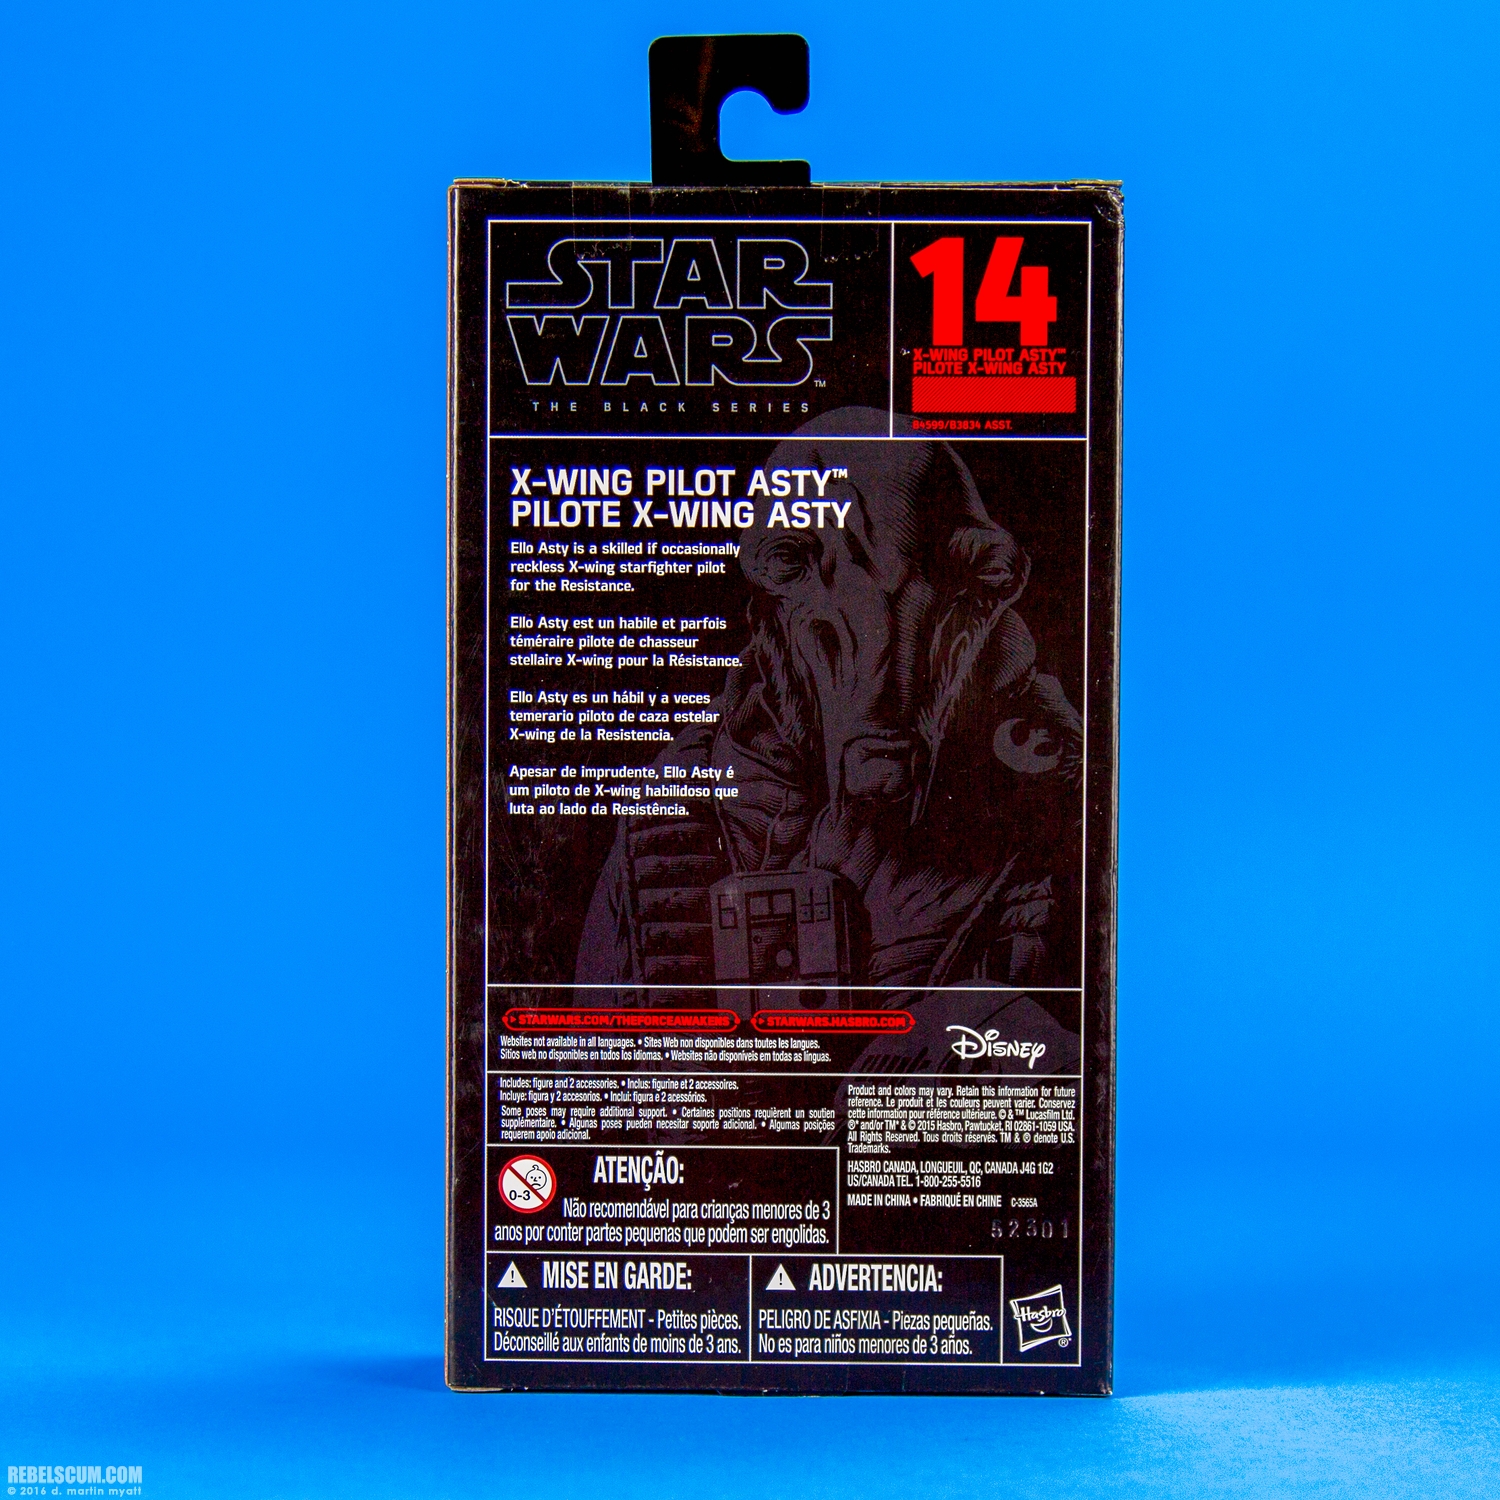 STAR
WARS
TM
THE BLACK SERIES
14
X-WING PILOT ASTY™
PILOTE X-WING ASTY
B4599/B3834 ASST.
X-WING PILOT ASTY™
PILOTE X-WING ASTY
Ello Asty is a skilled if occasionally
reckless X-wing starfighter pilot
for the Resistance.
Ello Asty est un habile et parfois
téméraire pilote de chasseur
stellaire X-wing pour la Résistance.
Ello Asty es un hábil y a veces
temerario piloto de caza estelar
X-wing de la Resistencia.
Apesar de imprudente, Ello Asty é
um piloto de X-wing habilidoso que
luta ao lado da Resistência.
STARWARS.COM/THEFORCEAWAKENS
STARWARS.HASBRO.COM
Websites not available in all languages. • Sites Web non disponibles dans toutes les langues.
Sitios web no disponibles en todos los idiomas. • Websites não disponíveis em todas as línguas.
Disney
Includes: figure and 2 accessories. • Inclus: figurine et 2 accessoires.
Incluye: figura y 2 accesorios. • Inclui: figura e 2 acessórios.
Some poses may require additional support. • Certaines positions requièrent un soutien
supplémentaire. • Algunas poses pueden necesitar soporte adicional. • Algumas posições
requerem apoio adicional.
Product and colors may vary. Retain this information for future
reference. Le produit et les couleurs peuvent varier. Conservez
cette information pour référence ultérieure. © & ™ Lucasfilm Ltd.
®* and/or TM* & © 2015 Hasbro, Pawtucket, RI 02861-1059 USA.
All Rights Reserved. Tous droits réservés. TM & ® denote U.S.
Trademarks.
HASBRO CANADA, LONGUEUIL, QC, CANADA J4G 1G2
US/CANADA TEL. 1-800-255-5516
MADE IN CHINA • FABRIQUÉ EN CHINE C-3565A
52301
0-3
ATENÇÃO:
Não recomendável para crianças menores de 3
anos por conter partes pequenas que podem ser engolidas.
MISE EN GARDE:
RISQUE D'ÉTOUFFEMENT - Petites pièces.
Déconseillé aux enfants de moins de 3 ans.
ADVERTENCIA:
PELIGRO DE ASFIXIA - Piezas pequeñas.
No es para niños menores de 3 años.
Hasbro
®
REBELSCUM.COM
© 2016 d. martin myatt